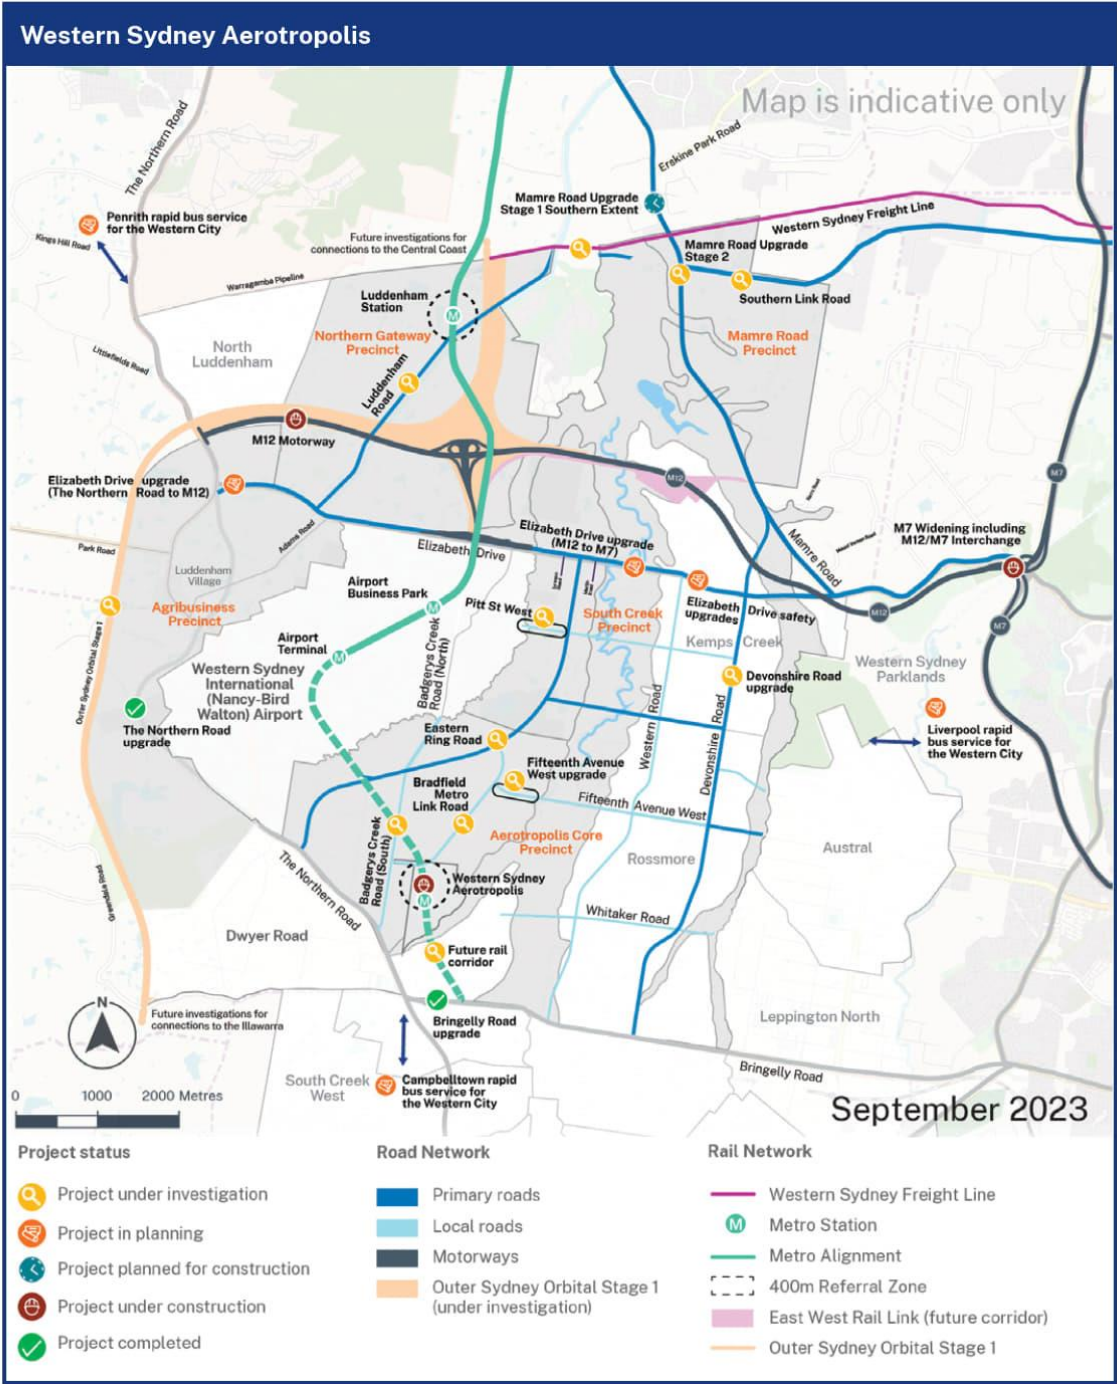 Western Sydney Aerotropolis
Map is indicative only
The Northern Road
Erskine Park Road
Mamre Road Upgrade
Stage 1 Southern Extent
Penrith rapid bus service
for the Western City
Kings Hill Road
Western Sydney Freight Line
Future investigations for
connections to the Central Coast
Mamre Road Upgrade
Stage 2
Warragamba Pipeline
Luddenham
Station
M
Southern Link Road
Northern Gateway
Precinct
Mamre Road
Precinct
North
Luddenham
Littlefields Road
Luddenham
Road
M12 Motorway
M12
M7
Elizabeth Drive upgrade
(The Northern Road to M12)
Elizabeth Drive upgrade
(M12 to M7)
M7 Widening including
M12/M7 Interchange
Adams Road
Park Road
Elizabeth Drive
Mamre Road
Luddenham
Village
Airport
Business Park
M
Agribusiness
Precinct
Pitt St West
South Creek
Precinct
Elizabeth Drive safety
upgrades
M12
M7
Airport
Terminal
M
Kemps Creek
Badgerys Creek
Road (North)
Western Sydney
International
(Nancy-Bird
Walton) Airport
Outer Sydney Orbital Stage 1
Western Sydney
Parklands
Devonshire Road
upgrade
The Northern Road
upgrade
Western Road
Devonshire Road
Liverpool rapid
bus service for
the Western City
Eastern
Ring Road
Fifteenth Avenue
West upgrade
Bradfield
Metro
Link Road
Fifteenth Avenue West
Aerotropolis Core
Precinct
Badgerys Creek
Road (South)
Rossmore
Austral
The Northern Road
Greendale Road
Western Sydney
Aerotropolis
M
Whitaker Road
Dwyer Road
Future rail
corridor
N
Future investigations for
connections to the Illawarra
Bringelly Road
upgrade
Leppington North
Bringelly Road
South Creek
West
Campbelltown rapid
bus service for
the Western City
0 1000 2000 Metres
September 2023
Project status
Project under investigation
Project in planning
Project planned for construction
Project under construction
Project completed
Road Network
Primary roads
Local roads
Motorways
Outer Sydney Orbital Stage 1
(under investigation)
Rail Network
Western Sydney Freight Line
M
Metro Station
Metro Alignment
400m Referral Zone
East West Rail Link (future corridor)
Outer Sydney Orbital Stage 1